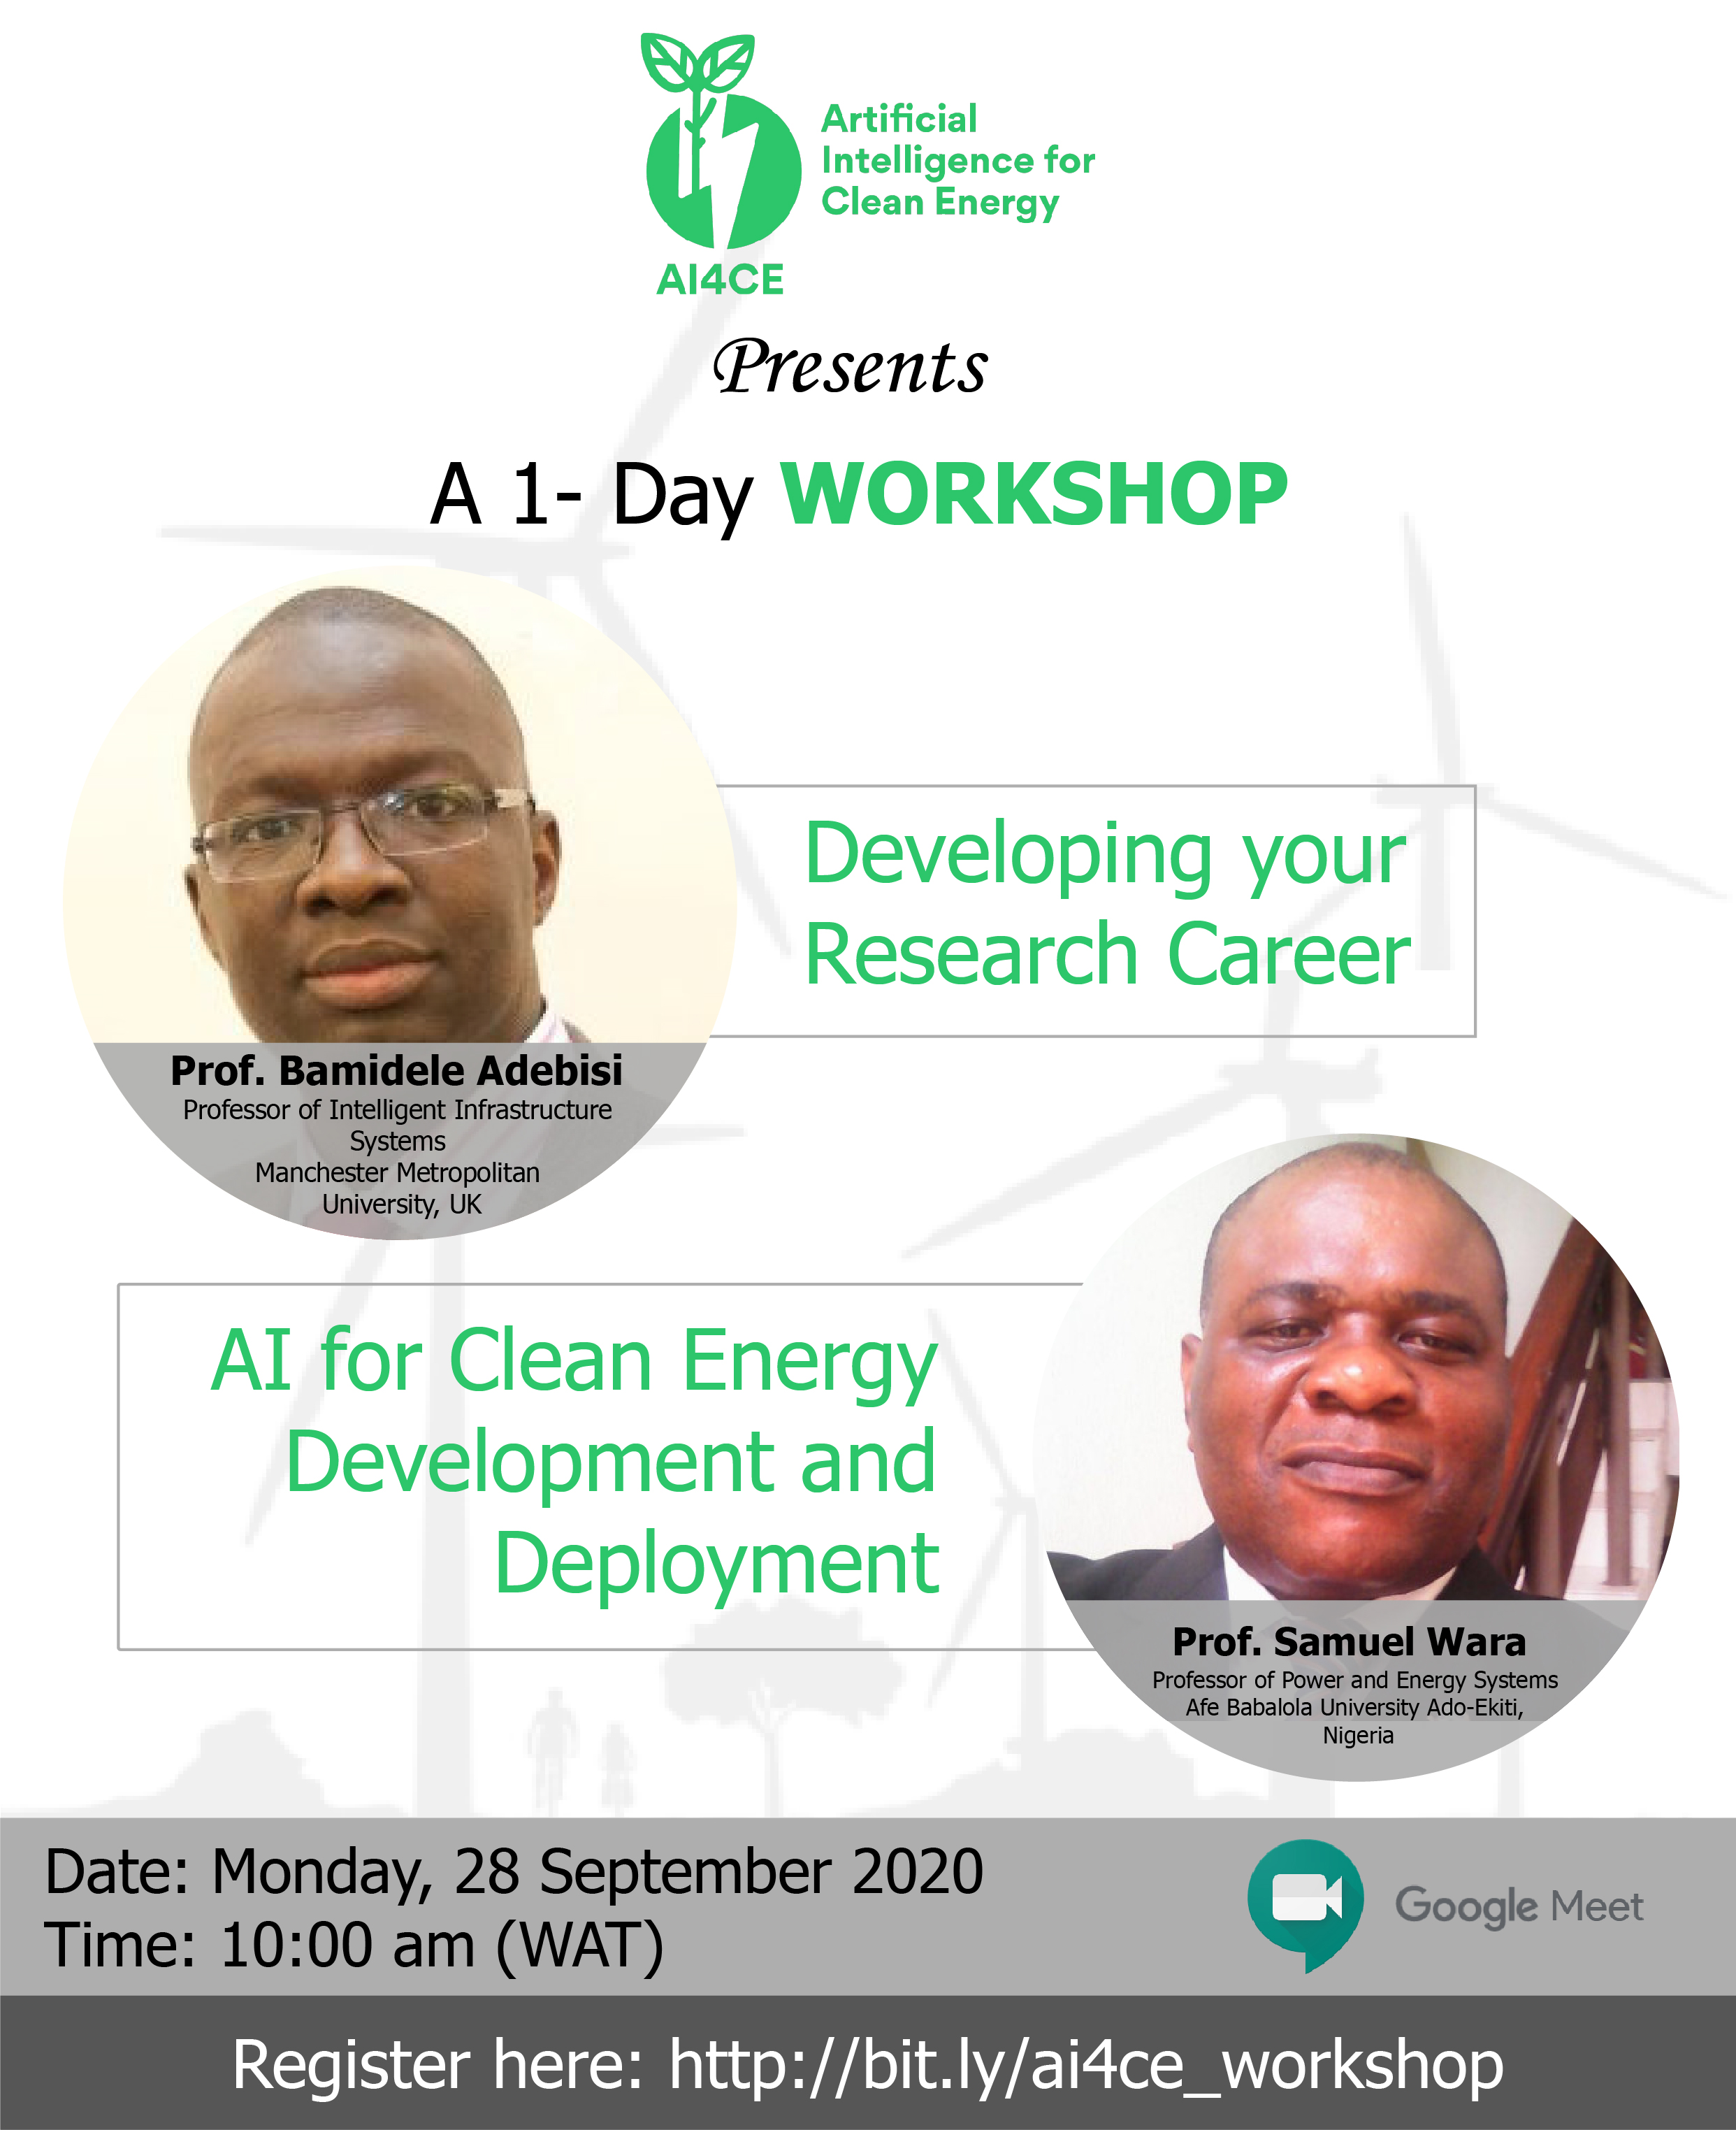 Artificial
Intelligence for
Clean Energy
AI4CE
Presents
A 1- Day WORKSHOP
Developing your
Research Career
Prof. Bamidele Adebisi
Professor of Intelligent Infrastructure
Systems
Manchester Metropolitan
University, UK
AI for Clean Energy
Development and
Deployment
Prof. Samuel Wara
Professor of Power and Energy Systems
Afe Babalola University Ado-Ekiti,
Nigeria
Date: Monday, 28 September 2020
Time: 10:00 am (WAT)
Google Meet
Register here: http://bit.ly/ai4ce_workshop